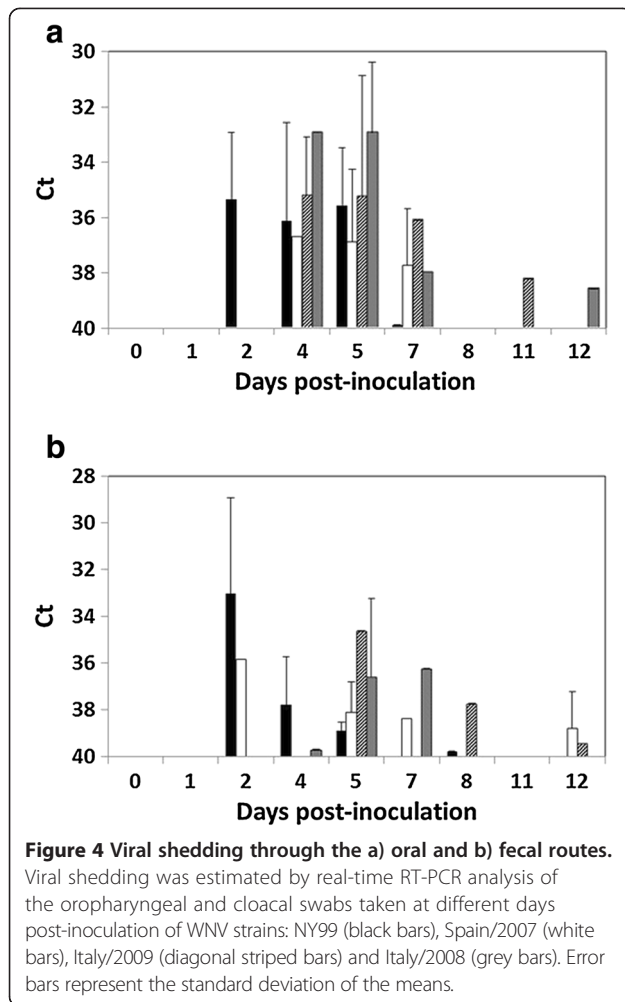 a
30
32
34
36
38
40
Ct
0 1 2 4 5 7 8 11 12
Days post-inoculation
b
28
30
32
34
36
38
40
Ct
0 1 2 4 5 7 8 11 12
Days post-inoculation
Figure 4 Viral shedding through the a) oral and b) fecal routes.
Viral shedding was estimated by real-time RT-PCR analysis of
the oropharyngeal and cloacal swabs taken at different days
post-inoculation of WNV strains: NY99 (black bars), Spain/2007 (white
bars), Italy/2009 (diagonal striped bars) and Italy/2008 (grey bars). Error
bars represent the standard deviation of the means.